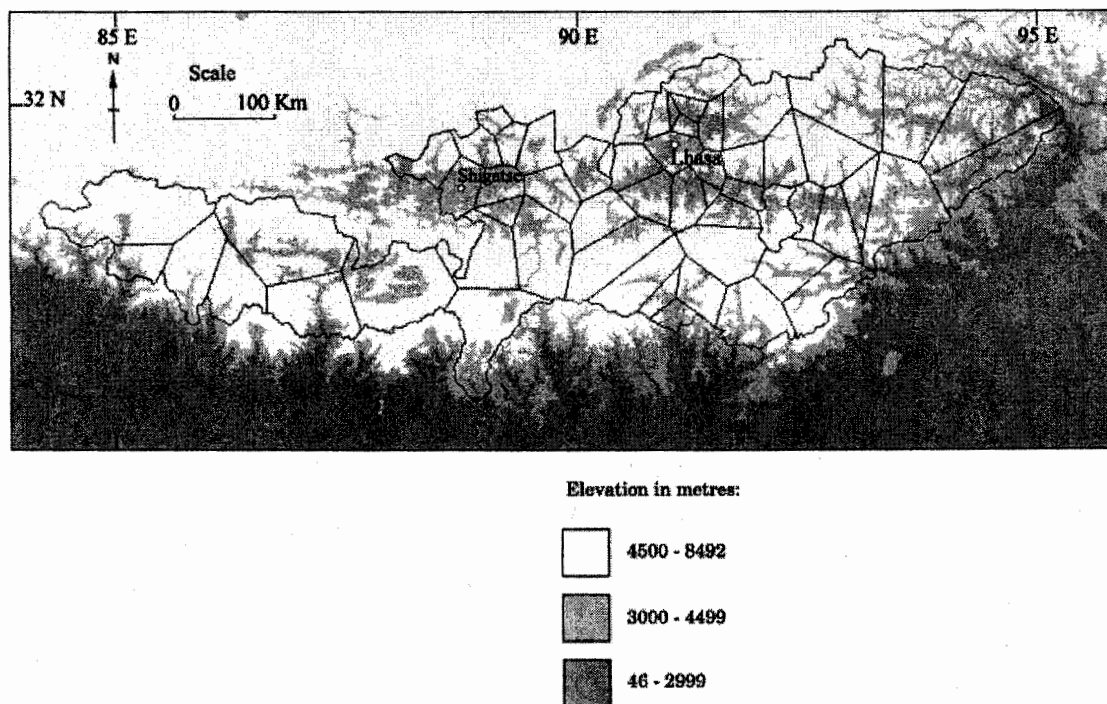 85 E
90 E
95 E
N
Scale
32 N
0
100 Km
Lhasa
Shigatse
Elevation in metres:
4500 - 8492
3000 - 4499
46 - 2999